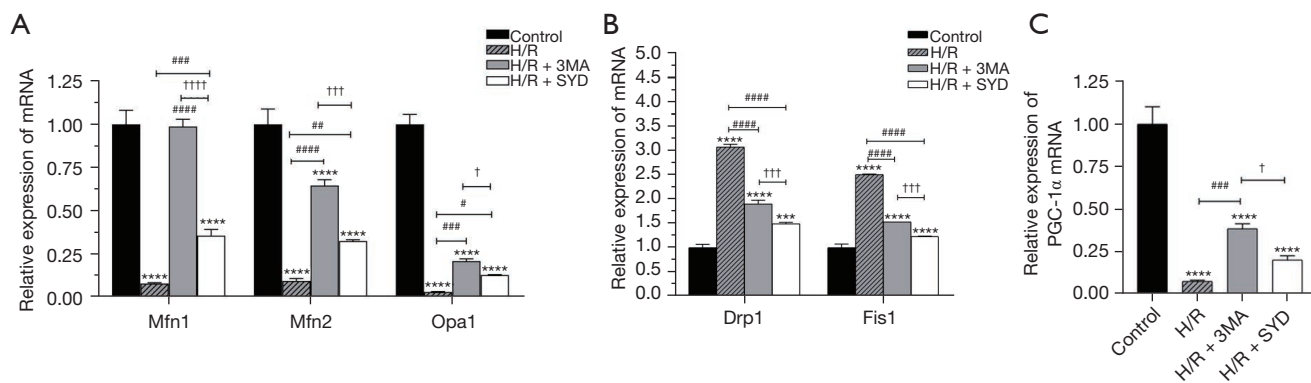 A
Control
H/R
H/R + 3MA
H/R + SYD
Relative expression of mRNA
1.25
1.00
0.75
0.50
0.25
0.00
###
††††
####
****
****
†††
##
####
****
****
****
†
#
###
****
****
****
Mfn1
Mfn2
Opa1
B
Control
H/R
H/R + 3MA
H/R + SYD
Relative expression of mRNA
5.0
4.5
4.0
3.5
3.0
2.5
2.0
1.5
1.0
0.5
0.0
####
####
****
†††
****
***
####
####
****
†††
****
****
Drp1
Fis1
C
Relative expression of
PGC-1α mRNA
1.25
1.00
0.75
0.50
0.25
0.00
†
###
****
****
****
Control
H/R
H/R + 3MA
H/R + SYD